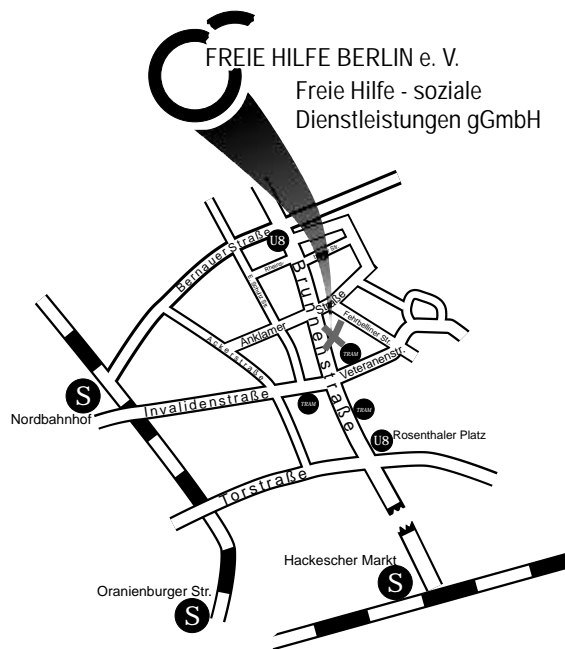 FREIE HILFE BERLIN e. V.
Freie Hilfe - soziale
Dienstleistungen gGmbH
Bernauer Straße
U8
Brunnenstraße
Anklamer
Straße
Fehrbelliner Str.
Ackerstraße
TRAM
Veteranenstr.
S
Nordbahnhof
Invalidenstraße
TRAM
TRAM
U8
Rosenthaler Platz
Torstraße
Hackescher Markt
S
Oranienburger Str.
S